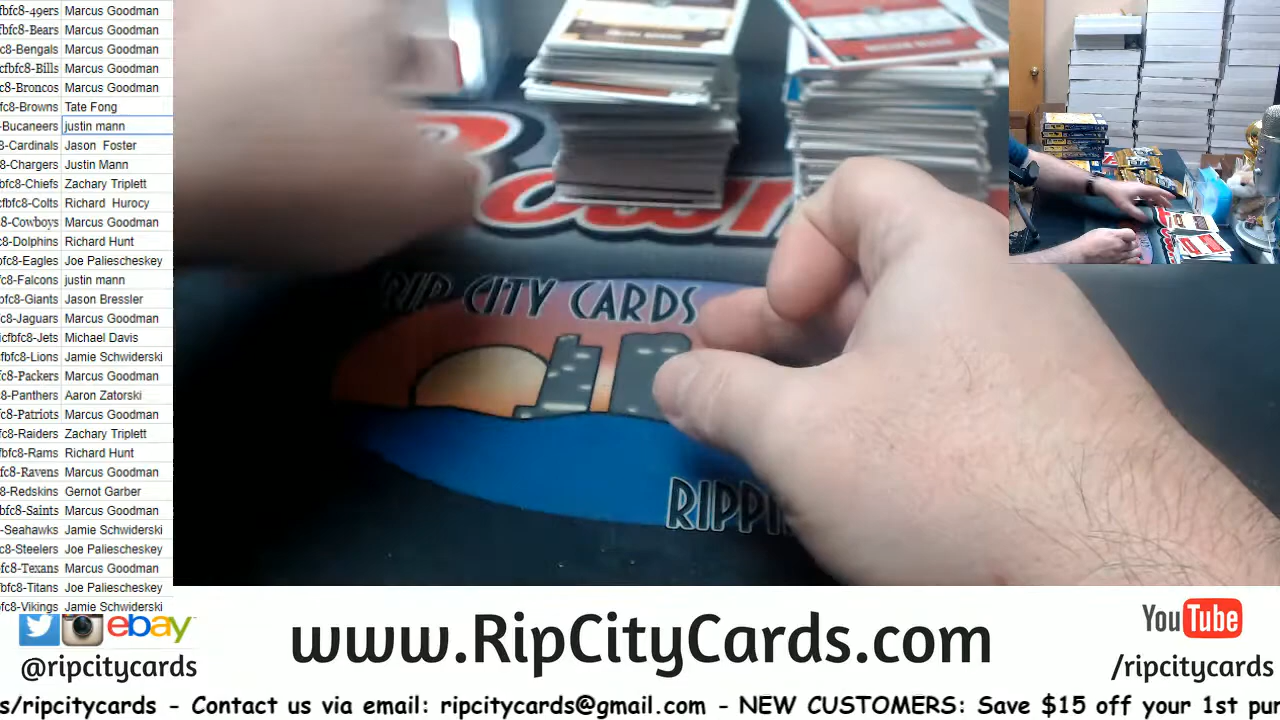 fbfc8-49ers Marcus Goodman
fbfc8-Bears Marcus Goodman
fc8-Bengals Marcus Goodman
icfbfc8-Bills Marcus Goodman
fc8-Broncos Marcus Goodman
fc8-Browns Tate Fong
-Bucaneers justin mann
8-Cardinals Jason Foster
8-Chargers Justin Mann
fc8-Chiefs Zachary Triplett
cfbfc8-Colts Richard Hurocy
8-Cowboys Marcus Goodman
8-Dolphins Richard Hunt
fc8-Eagles Joe Paliescheskey
c8-Falcons justin mann
fc8-Giants Jason Bressler
c8-Jaguars Marcus Goodman
icfbfc8-Jets Michael Davis
bfc8-Lions Jamie Schwiderski
c8-Packers Marcus Goodman
8-Panthers Aaron Zatorski
c8-Patriots Marcus Goodman
c8-Raiders Zachary Triplett
bfc8-Rams Richard Hunt
fc8-Ravens Marcus Goodman
8-Redskins Gernot Garber
bfc8-Saints Marcus Goodman
-Seahawks Jamie Schwiderski
c8-Steelers Joe Paliescheskey
fc8-Texans Marcus Goodman
bfc8-Titans Joe Paliescheskey
fc8-Vikings Jamie Schwiderski
RIP CITY CARDS
RIPPI
ebay
@ripcitycards
www.RipCityCards.com
YouTube
/ripcitycards
s/ripcitycards - Contact us via email: ripcitycards@gmail.com - NEW CUSTOMERS: Save $15 off your 1st pur